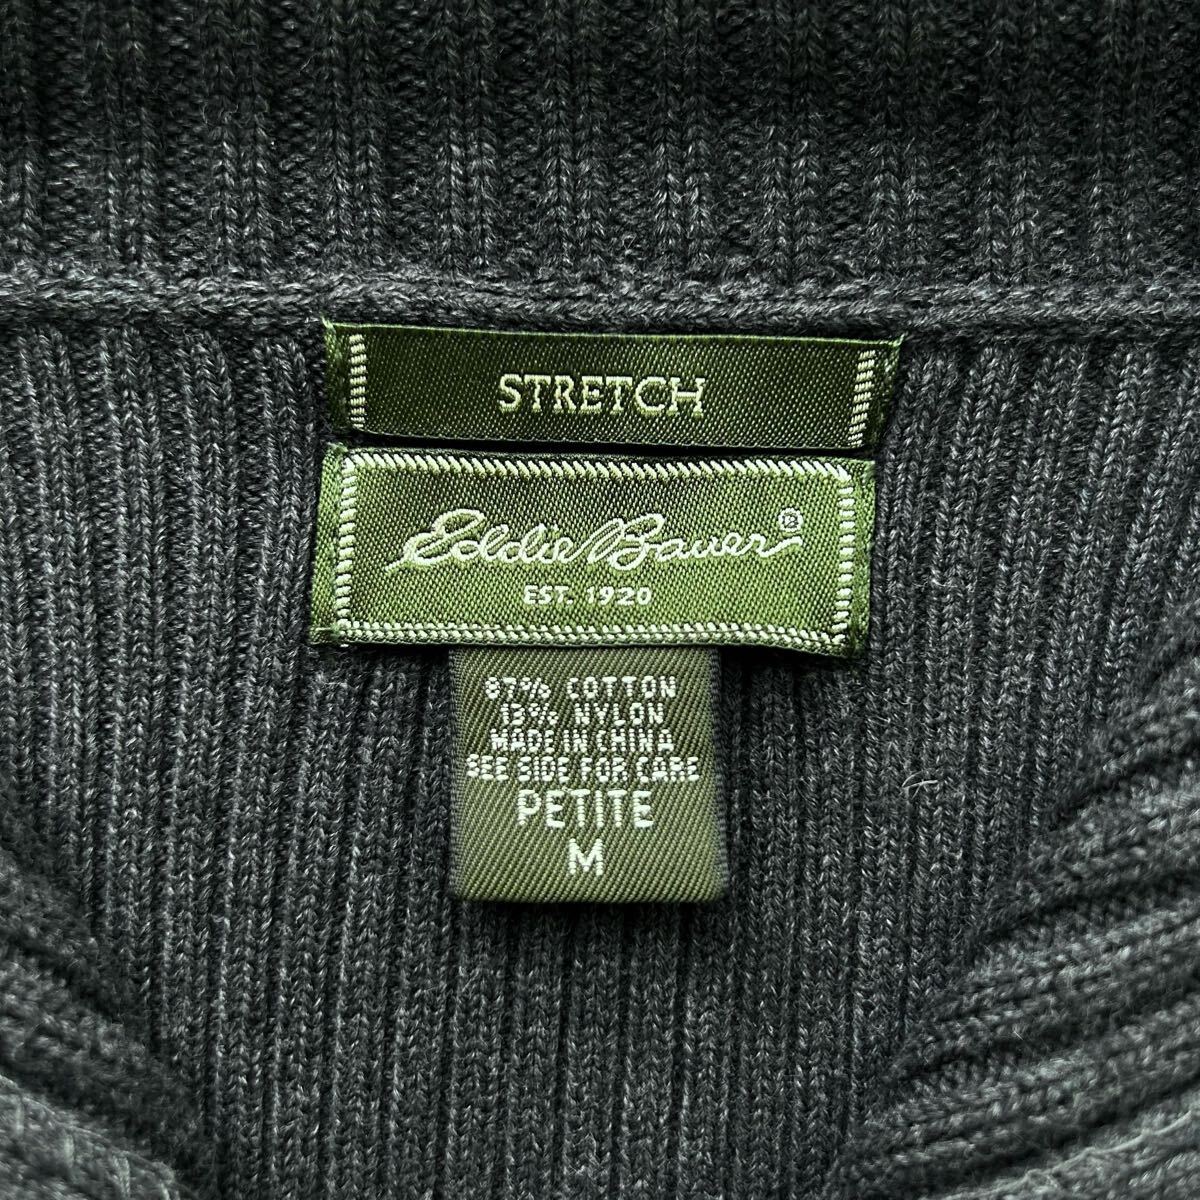 STRETCH
Eddie Bauer®
EST. 1920
87% COTTON
13% NYLON
MADE IN CHINA
SEE SIDE FOR CARE
PETITE
M